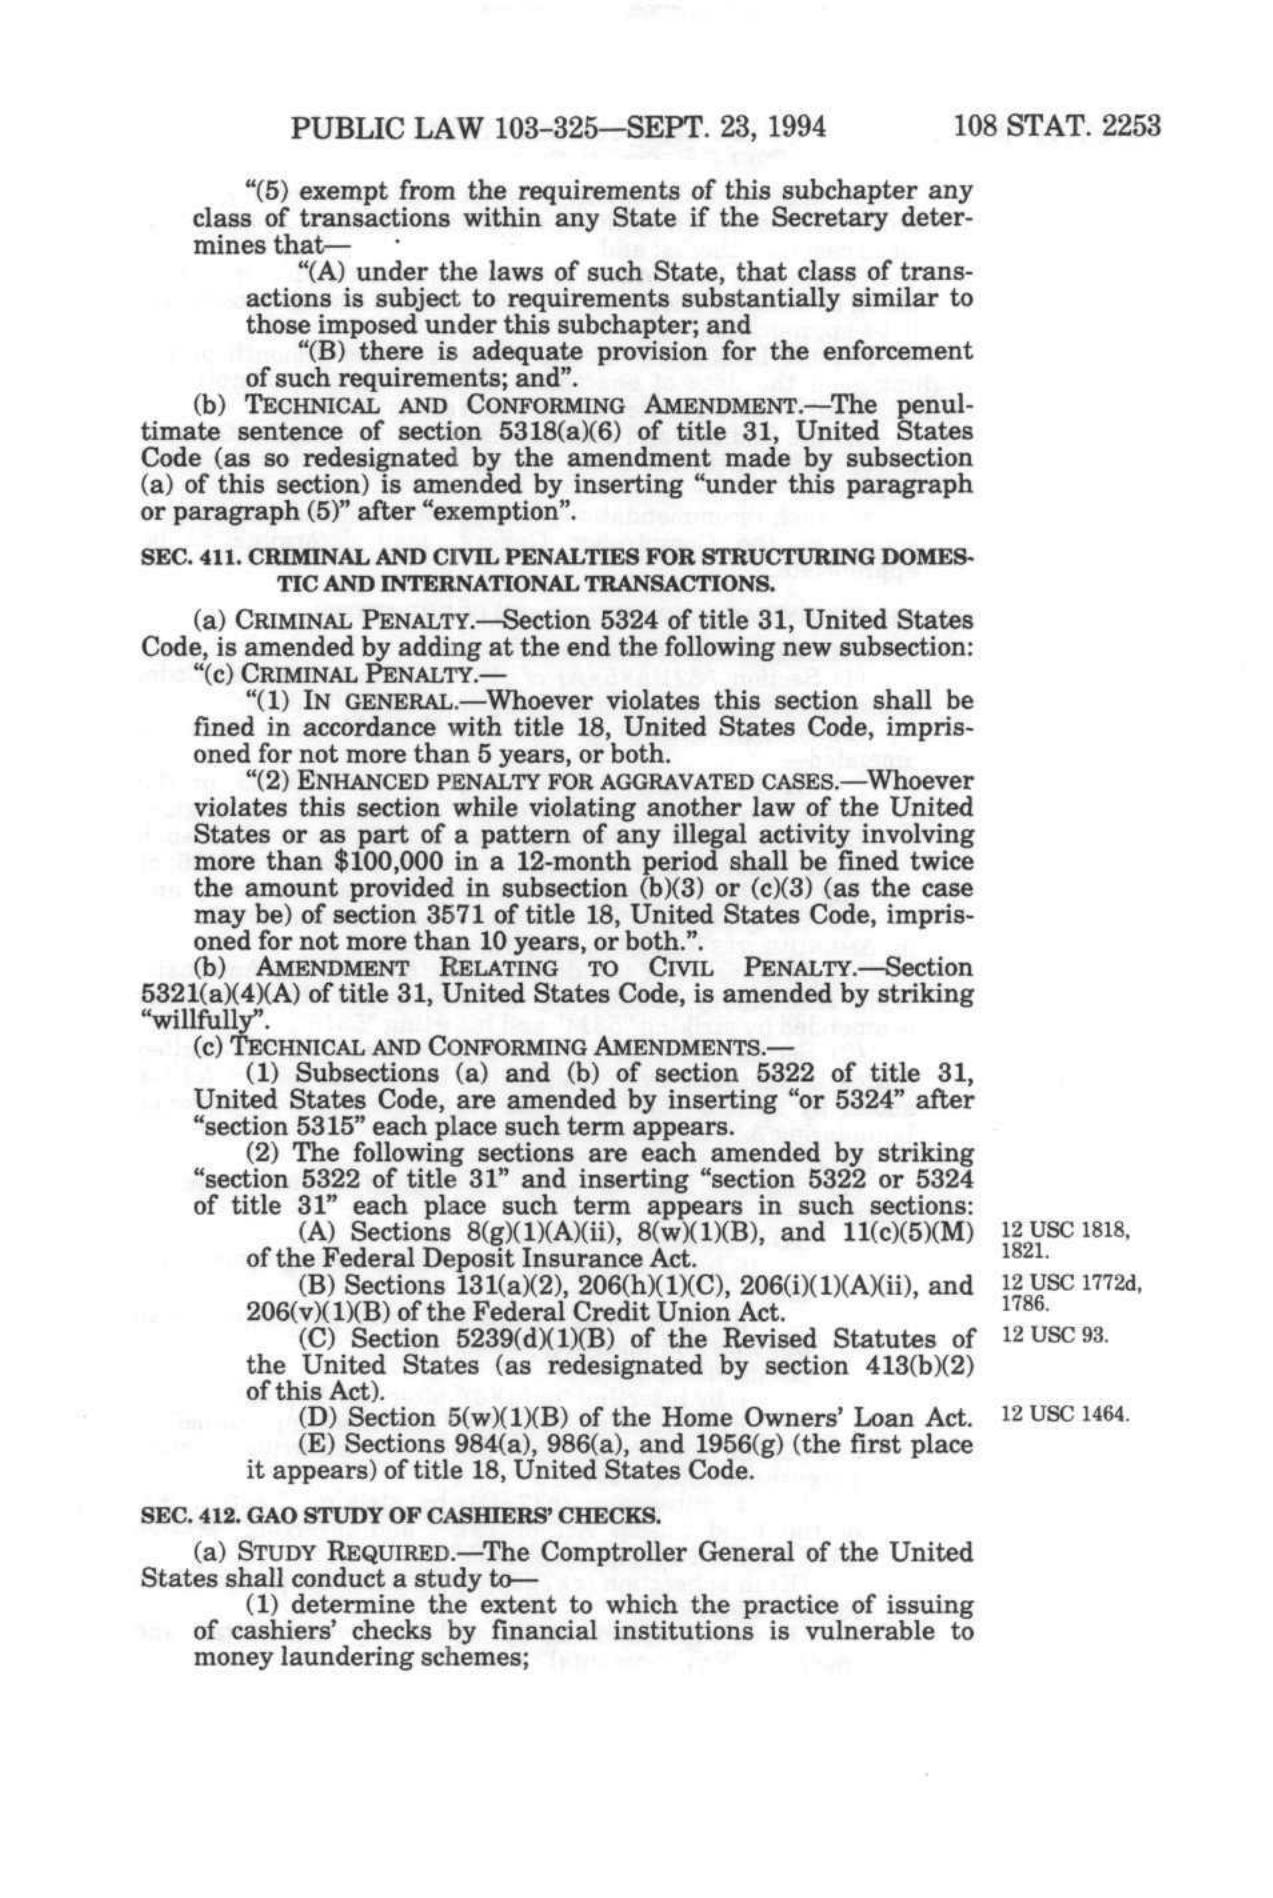 PUBLIC LAW 103–325—SEPT. 23, 1994 108 STAT. 2253
“(5) exempt from the requirements of this subchapter any
class of transactions within any State if the Secretary deter-
mines that—
“(A) under the laws of such State, that class of trans-
actions is subject to requirements substantially similar to
those imposed under this subchapter; and
“(B) there is adequate provision for the enforcement
of such requirements; and”.
(b) TECHNICAL AND CONFORMING AMENDMENT.—The penul-
timate sentence of section 5318(a)(6) of title 31, United States
Code (as so redesignated by the amendment made by subsection
(a) of this section) is amended by inserting “under this paragraph
or paragraph (5)” after “exemption”.
SEC. 411. CRIMINAL AND CIVIL PENALTIES FOR STRUCTURING DOMES-
TIC AND INTERNATIONAL TRANSACTIONS.
(a) CRIMINAL PENALTY.—Section 5324 of title 31, United States
Code, is amended by adding at the end the following new subsection:
“(c) CRIMINAL PENALTY.—
“(1) IN GENERAL.—Whoever violates this section shall be
fined in accordance with title 18, United States Code, impris-
oned for not more than 5 years, or both.
“(2) ENHANCED PENALTY FOR AGGRAVATED CASES.—Whoever
violates this section while violating another law of the United
States or as part of a pattern of any illegal activity involving
more than $100,000 in a 12-month period shall be fined twice
the amount provided in subsection (b)(3) or (c)(3) (as the case
may be) of section 3571 of title 18, United States Code, impris-
oned for not more than 10 years, or both.”.
(b) AMENDMENT RELATING TO CIVIL PENALTY.—Section
5321(a)(4)(A) of title 31, United States Code, is amended by striking
“willfully”.
(c) TECHNICAL AND CONFORMING AMENDMENTS.—
(1) Subsections (a) and (b) of section 5322 of title 31,
United States Code, are amended by inserting “or 5324” after
“section 5315” each place such term appears.
(2) The following sections are each amended by striking
“section 5322 of title 31” and inserting “section 5322 or 5324
of title 31” each place such term appears in such sections:
(A) Sections 8(g)(1)(A)(ii), 8(w)(1)(B), and 11(c)(5)(M)
of the Federal Deposit Insurance Act.
12 USC 1818,
1821.
(B) Sections 131(a)(2), 206(h)(1)(C), 206(i)(1)(A)(ii), and
206(v)(1)(B) of the Federal Credit Union Act.
12 USC 1772d,
1786.
(C) Section 5239(d)(1)(B) of the Revised Statutes of
the United States (as redesignated by section 413(b)(2)
of this Act).
12 USC 93.
(D) Section 5(w)(1)(B) of the Home Owners’ Loan Act.
12 USC 1464.
(E) Sections 984(a), 986(a), and 1956(g) (the first place
it appears) of title 18, United States Code.
SEC. 412. GAO STUDY OF CASHIERS’ CHECKS.
(a) STUDY REQUIRED.—The Comptroller General of the United
States shall conduct a study to—
(1) determine the extent to which the practice of issuing
of cashiers’ checks by financial institutions is vulnerable to
money laundering schemes;